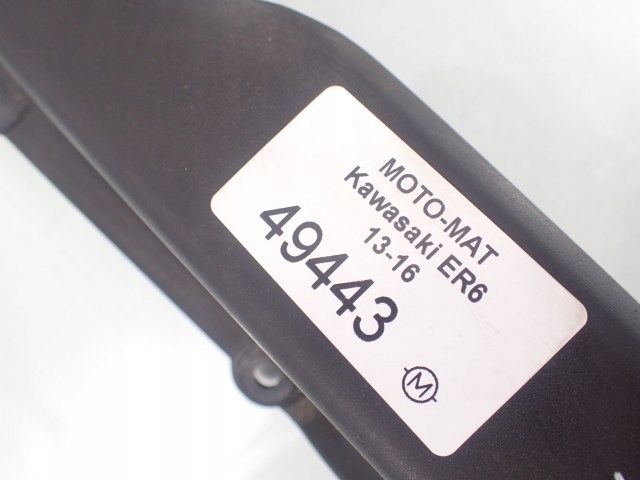 MOTO-MAT
Kawasaki ER6
13-16
49443
M